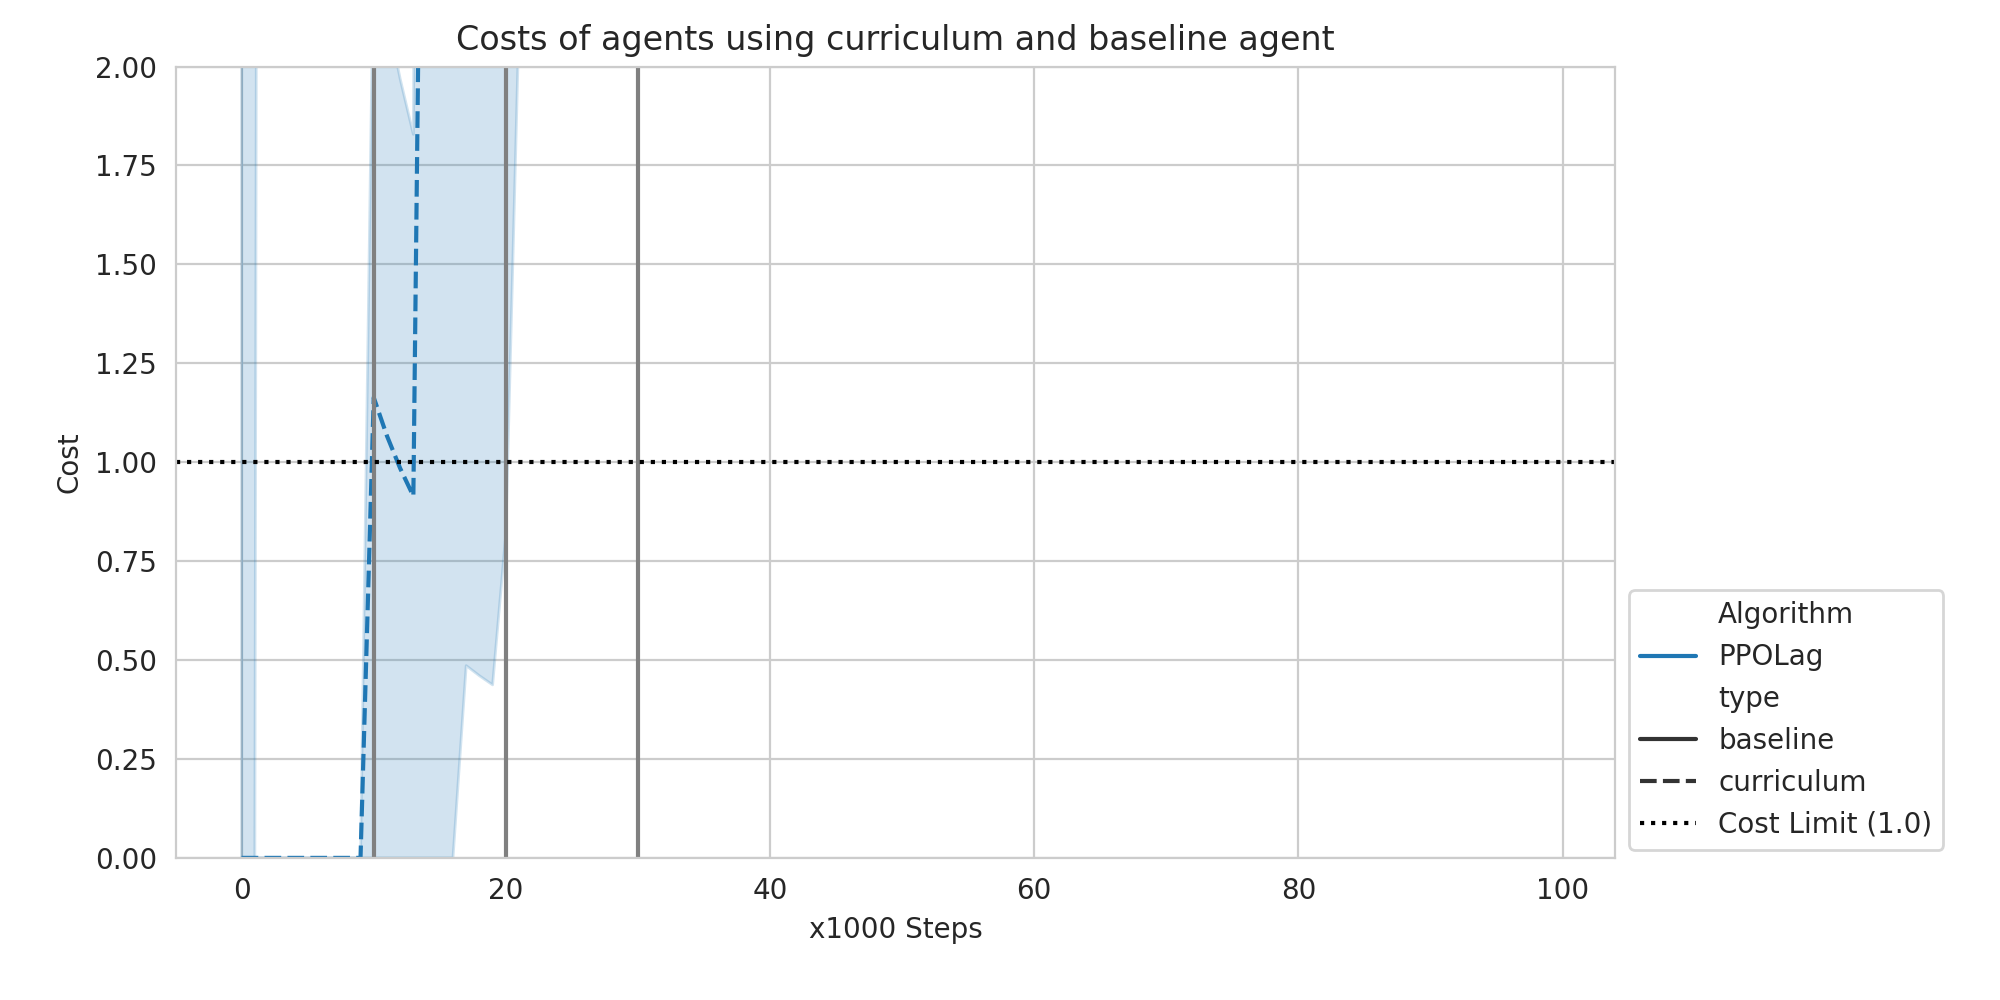 Costs of agents using curriculum and baseline agent
2.00
1.75
1.50
1.25
1.00
0.75
0.50
0.25
0.00
Cost
0 20 40 60 80 100
x1000 Steps
Algorithm
PPOLag
type
baseline
curriculum
Cost Limit (1.0)